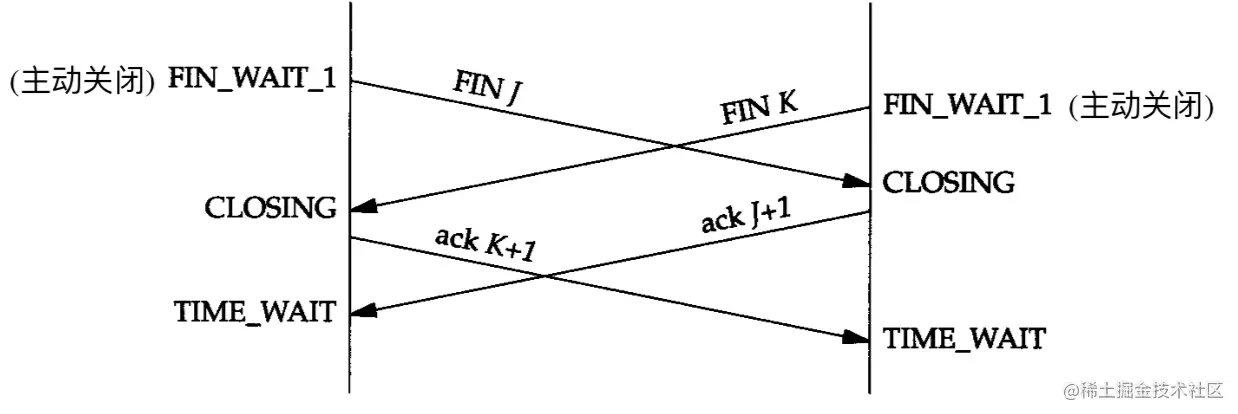 (主动关闭) FIN_WAIT_1
FIN J
FIN K
FIN_WAIT_1 (主动关闭)
CLOSING
CLOSING
ack J+1
ack K+1
TIME_WAIT
TIME_WAIT
@稀土掘金技术社区